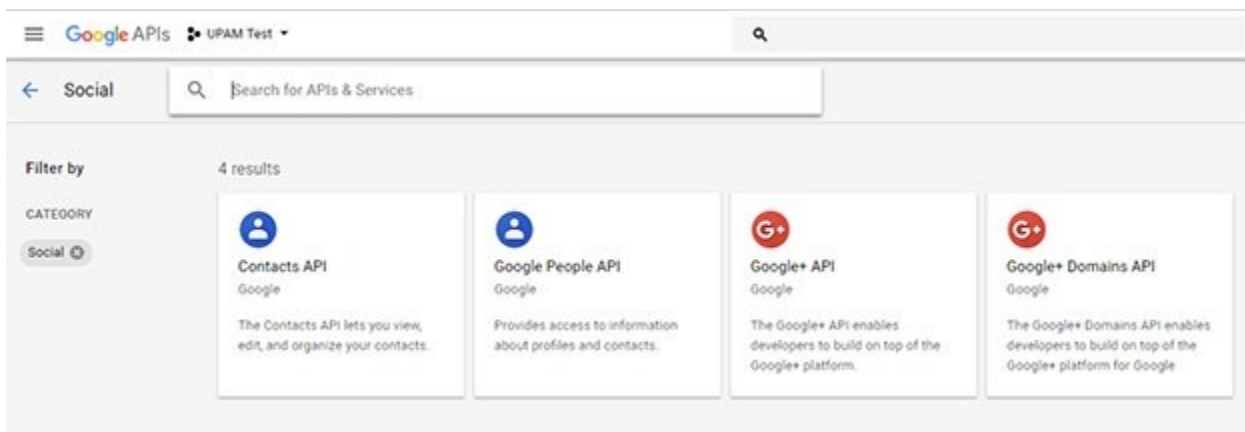 Google APIs UPAM Test
Social Search for APIs & Services
Filter by
4 results
CATEGORY
Social
Contacts API
Google
The Contacts API lets you view,
edit, and organize your contacts.
Google People API
Google
Provides access to information
about profiles and contacts.
G+
Google+ API
Google
The Google+ API enables
developers to build on top of the
Google+ platform.
G+
Google+ Domains API
Google
The Google+ Domains API enables
developers to build on top of the
Google+ platform for Google